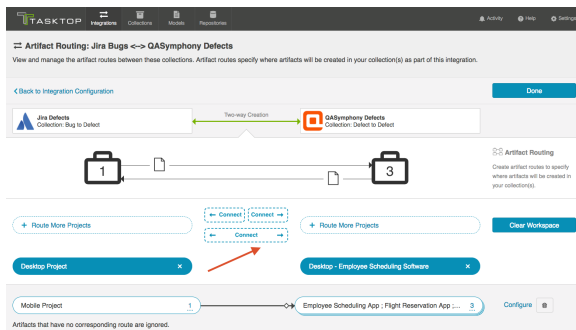 TASKTOP
Integrations
Collections
Models
Repositories
Activity
Help
Settings
Artifact Routing: Jira Bugs <--> QASymphony Defects
View and manage the artifact routes between these collections. Artifact routes specify where artifacts will be created in your collection(s) as part of this integration.
Back to Integration Configuration
Done
Jira Defects
Collection: Bug to Defect
Two-way Creation
QASymphony Defects
Collection: Defect to Defect
1
3
Artifact Routing
Create artifact routes to specify
where artifacts will be created in
your collection(s).
+ Route More Projects
← Connect
Connect →
← Connect →
+ Route More Projects
Clear Workspace
Desktop Project ×
Desktop - Employee Scheduling Software ×
Mobile Project 1
Employee Scheduling App ; Flight Reservation App ;... 3
Configure
Artifacts that have no corresponding route are ignored.